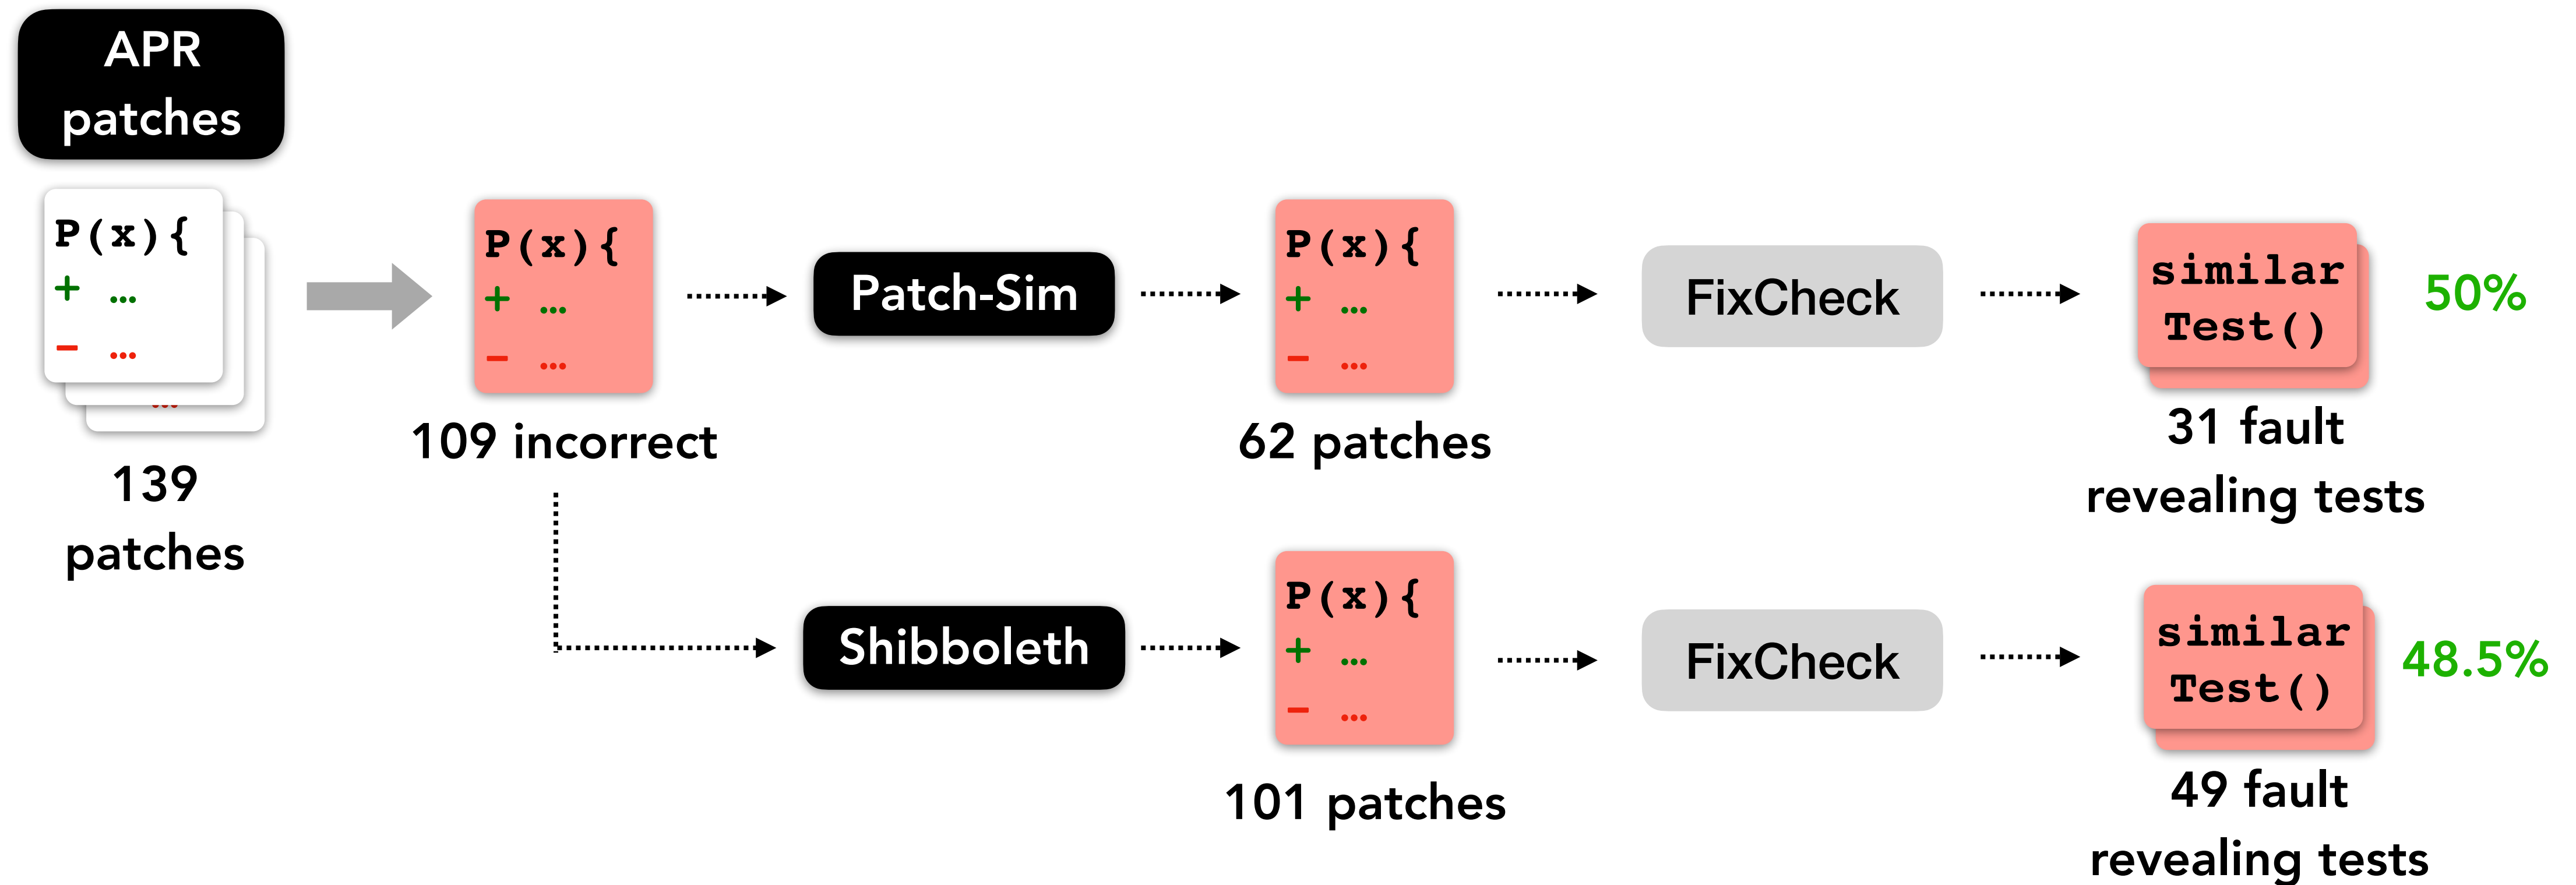 APR
patches
P(x){
+ ...
- ...
...
139
patches
P(x){
+ ...
- ...
109 incorrect
Patch-Sim
P(x){
+ ...
- ...
62 patches
FixCheck
similar
Test()
50%
31 fault
revealing tests
Shibboleth
P(x){
+ ...
- ...
101 patches
FixCheck
similar
Test()
48.5%
49 fault
revealing tests